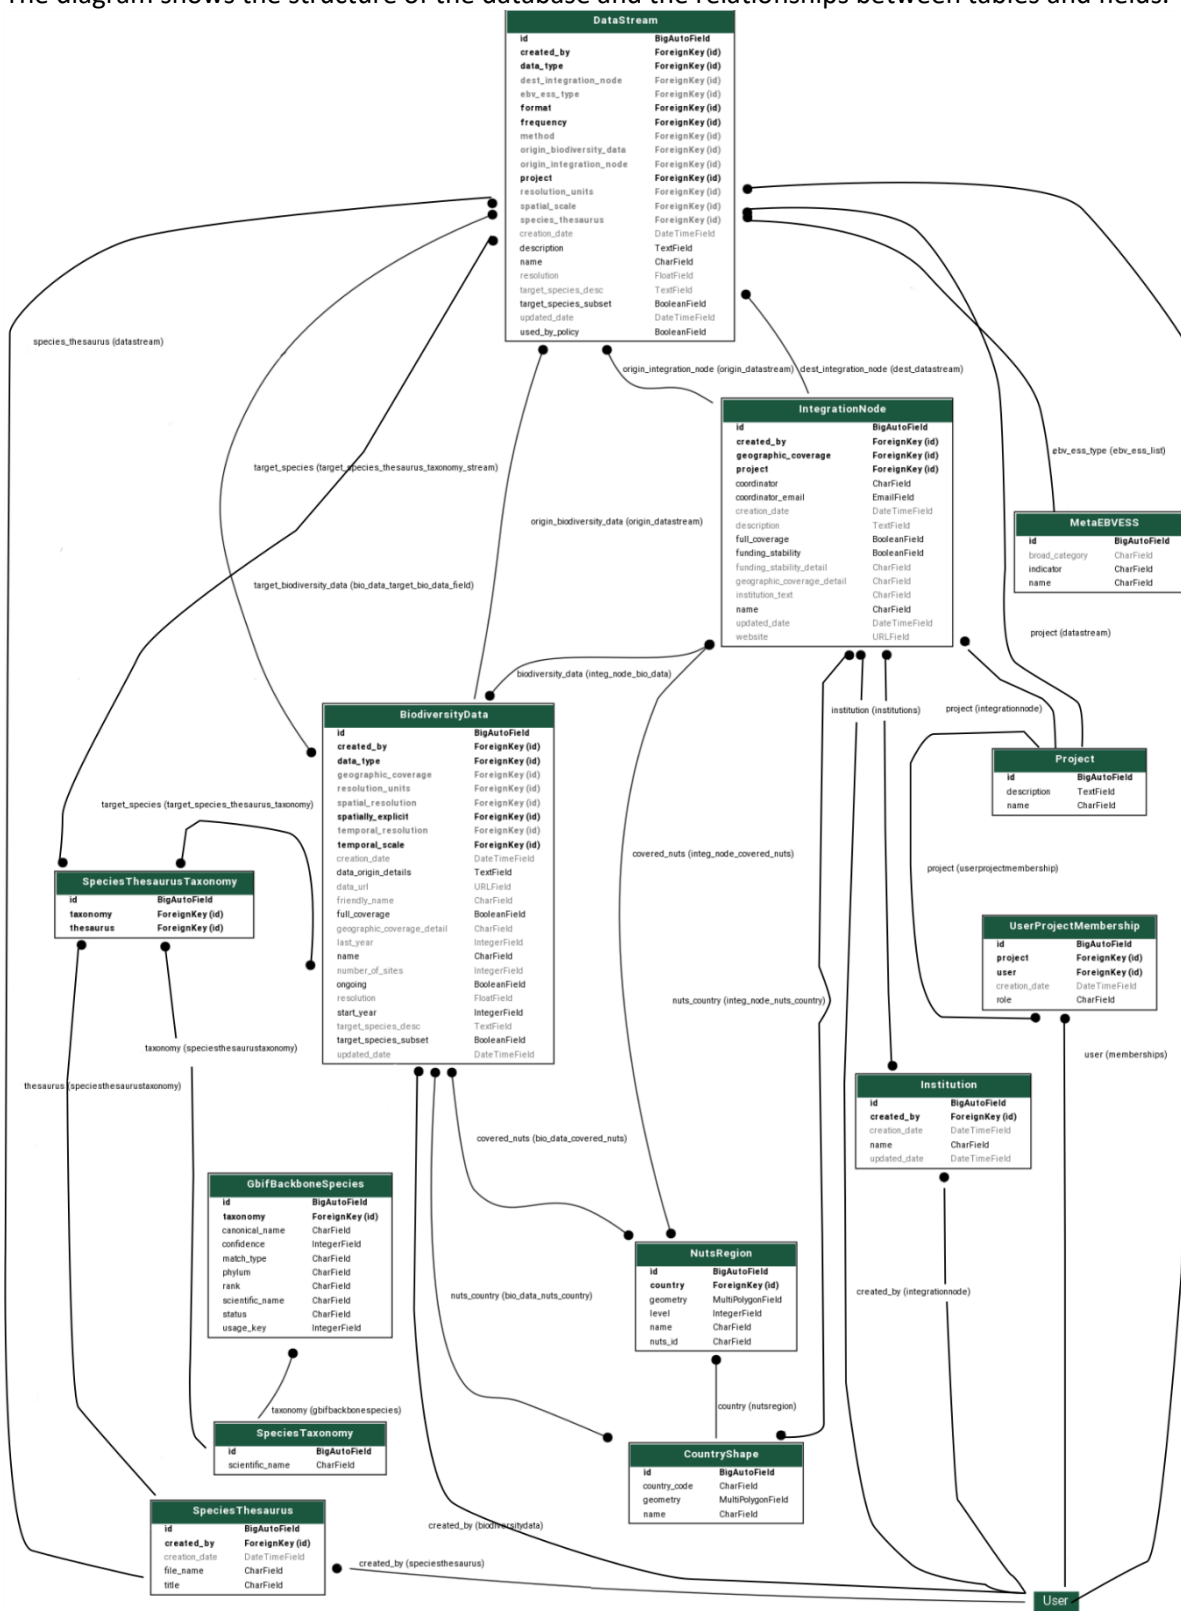 The diagram shows the structure of the database and the relationships between tables and fields.
DataStream
id BigAutoField
created_by ForeignKey (id)
data_type ForeignKey (id)
dest_integration_node ForeignKey (id)
ebv_ess_type ForeignKey (id)
format ForeignKey (id)
frequency ForeignKey (id)
method ForeignKey (id)
origin_biodiversity_data ForeignKey (id)
origin_integration_node ForeignKey (id)
project ForeignKey (id)
resolution_units ForeignKey (id)
spatial_scale ForeignKey (id)
species_thesaurus ForeignKey (id)
creation_date DateTimeField
description TextField
name CharField
resolution FloatField
target_species_desc TextField
target_species_subset BooleanField
updated_date DateTimeField
used_by_policy BooleanField
species_thesaurus (datastream)
origin_integration_node (origin_datastream)
dest_integration_node (dest_datastream)
IntegrationNode
id BigAutoField
created_by ForeignKey (id)
geographic_coverage ForeignKey (id)
project ForeignKey (id)
coordinator CharField
coordinator_email EmailField
creation_date DateTimeField
description TextField
full_coverage BooleanField
funding_stability BooleanField
funding_stability_detail CharField
geographic_coverage_detail CharField
institution_text CharField
name CharField
updated_date DateTimeField
website URLField
ebv_ess_type (ebv_ess_list)
target_species (target_species_thesaurus_taxonomy_stream)
origin_biodiversity_data (origin_datastream)
MetaEBVESS
id BigAutoField
broad_category CharField
indicator CharField
name CharField
target_biodiversity_data (bio_data_target_bio_data_field)
project (datastream)
biodiversity_data (integ_node_bio_data)
institution (institutions)
project (integrationnode)
BiodiversityData
id BigAutoField
created_by ForeignKey (id)
data_type ForeignKey (id)
geographic_coverage ForeignKey (id)
resolution_units ForeignKey (id)
spatial_resolution ForeignKey (id)
spatially_explicit ForeignKey (id)
temporal_resolution ForeignKey (id)
temporal_scale ForeignKey (id)
creation_date DateTimeField
data_origin_details TextField
data_url URLField
friendly_name CharField
full_coverage BooleanField
geographic_coverage_detail CharField
last_year IntegerField
name CharField
number_of_sites IntegerField
ongoing BooleanField
resolution FloatField
start_year IntegerField
target_species_desc TextField
target_species_subset BooleanField
updated_date DateTimeField
Project
id BigAutoField
description TextField
name CharField
target_species (target_species_thesaurus_taxonomy)
covered_nuts (integ_node_covered_nuts)
project (userprojectmembership)
SpeciesThesaurusTaxonomy
id BigAutoField
taxonomy ForeignKey (id)
thesaurus ForeignKey (id)
UserProjectMembership
id BigAutoField
project ForeignKey (id)
user ForeignKey (id)
creation_date DateTimeField
role CharField
nuts_country (integ_node_nuts_country)
taxonomy (speciesthesaurustaxonomy)
user (memberships)
thesaurus (speciesthesaurustaxonomy)
Institution
id BigAutoField
created_by ForeignKey (id)
creation_date DateTimeField
name CharField
updated_date DateTimeField
covered_nuts (bio_data_covered_nuts)
GbifBackboneSpecies
id BigAutoField
taxonomy ForeignKey (id)
canonical_name CharField
confidence IntegerField
match_type CharField
phylum CharField
rank CharField
scientific_name CharField
status CharField
usage_key IntegerField
NutsRegion
id BigAutoField
country ForeignKey (id)
geometry MultiPolygonField
level IntegerField
name CharField
nuts_id CharField
nuts_country (bio_data_nuts_country)
created_by (integrationnode)
taxonomy (gbifbackbonespecies)
country (nutsregion)
SpeciesTaxonomy
id BigAutoField
scientific_name CharField
CountryShape
id BigAutoField
country_code CharField
geometry MultiPolygonField
name CharField
SpeciesThesaurus
id BigAutoField
created_by ForeignKey (id)
creation_date DateTimeField
file_name CharField
title CharField
created_by (biodiversitydata)
created_by (speciesthesaurus)
User